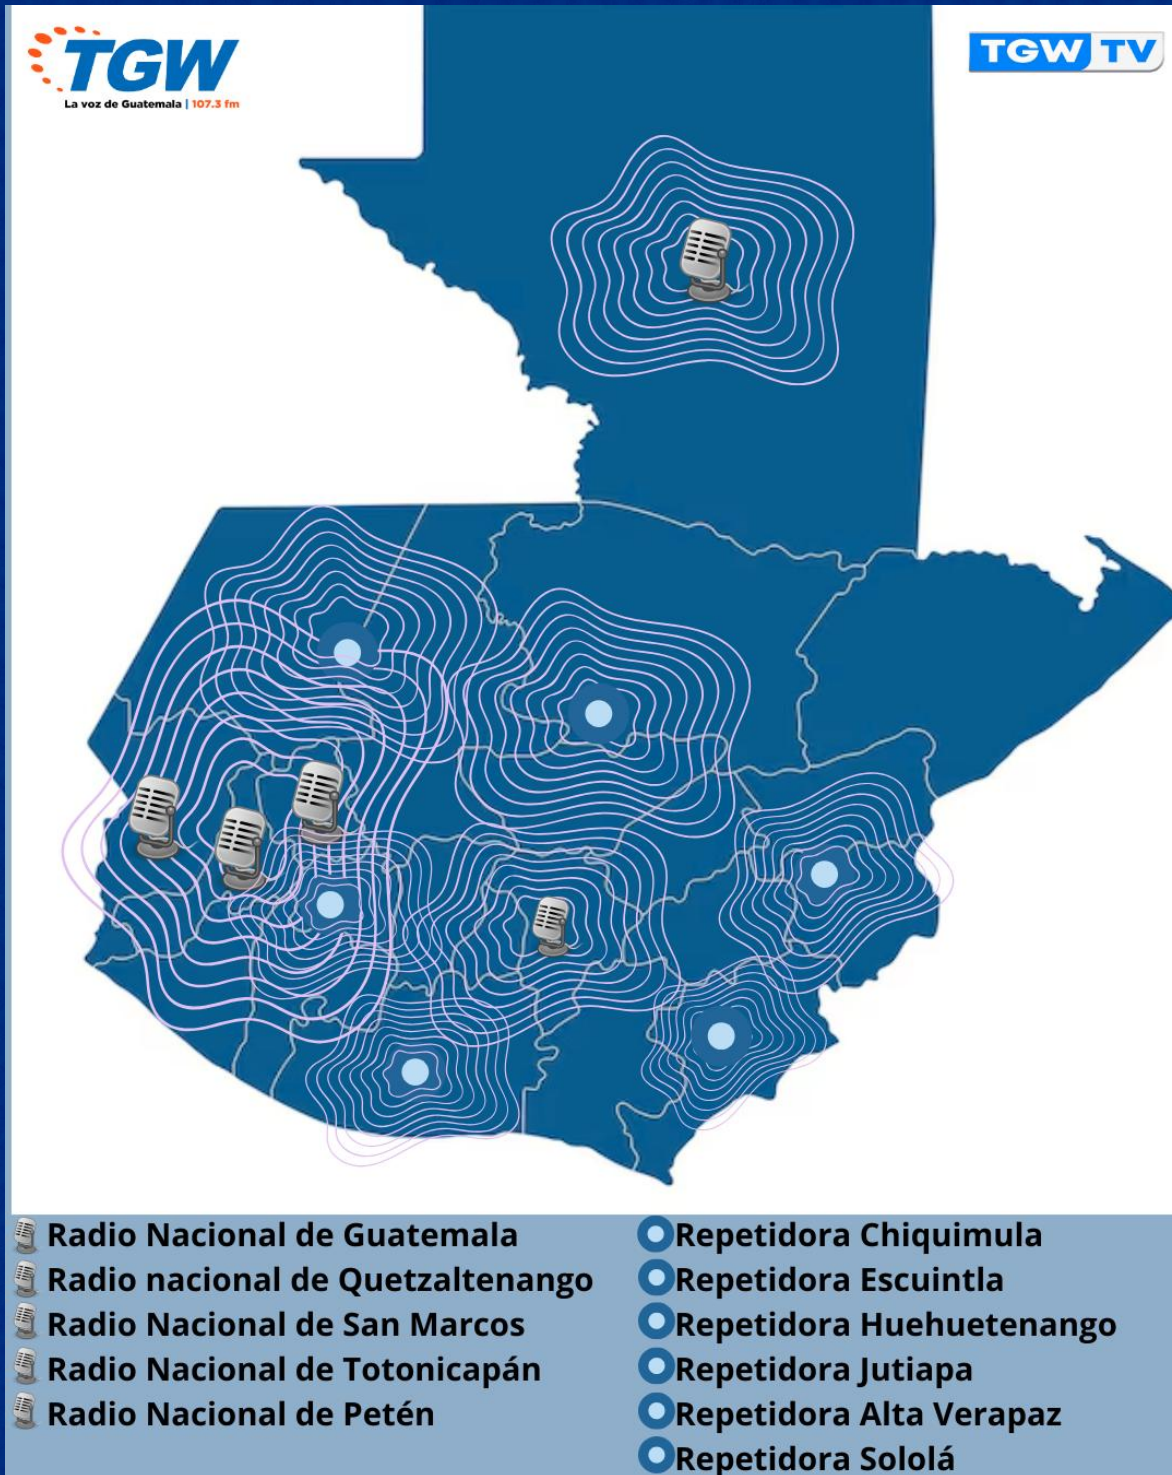 TGW
La voz de Guatemala | 107.3 fm
TGW TV
Radio Nacional de Guatemala
Radio nacional de Quetzaltenango
Radio Nacional de San Marcos
Radio Nacional de Totonicapán
Radio Nacional de Petén
Repetidora Chiquimula
Repetidora Escuintla
Repetidora Huehuetenango
Repetidora Jutiapa
Repetidora Alta Verapaz
Repetidora Sololá